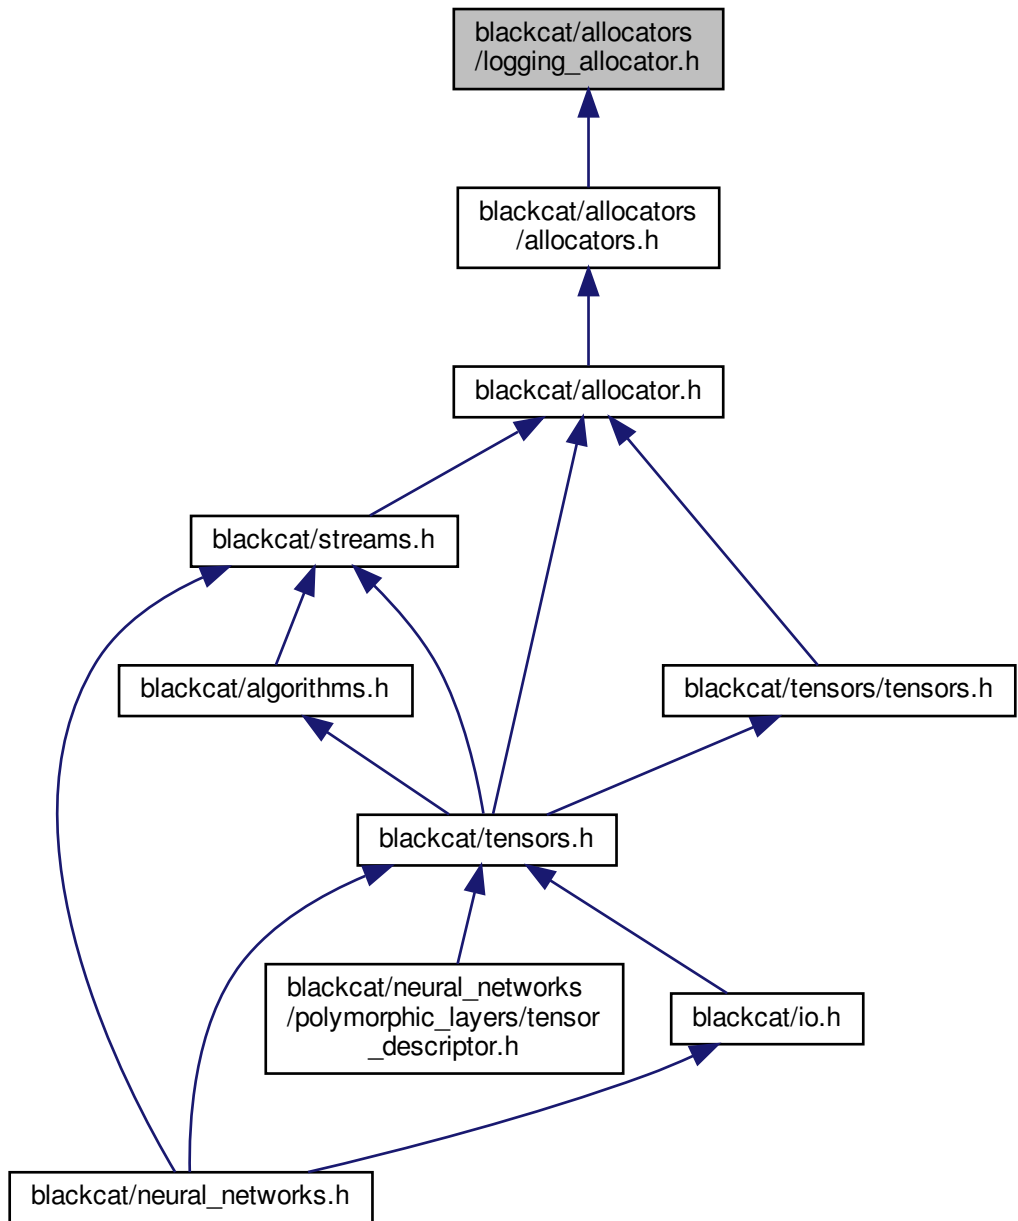 blackcat/allocators
/logging_allocator.h
blackcat/allocators
/allocators.h
blackcat/allocator.h
blackcat/streams.h
blackcat/algorithms.h
blackcat/tensors/tensors.h
blackcat/tensors.h
blackcat/neural_networks
/polymorphic_layers/tensor
_descriptor.h
blackcat/io.h
blackcat/neural_networks.h